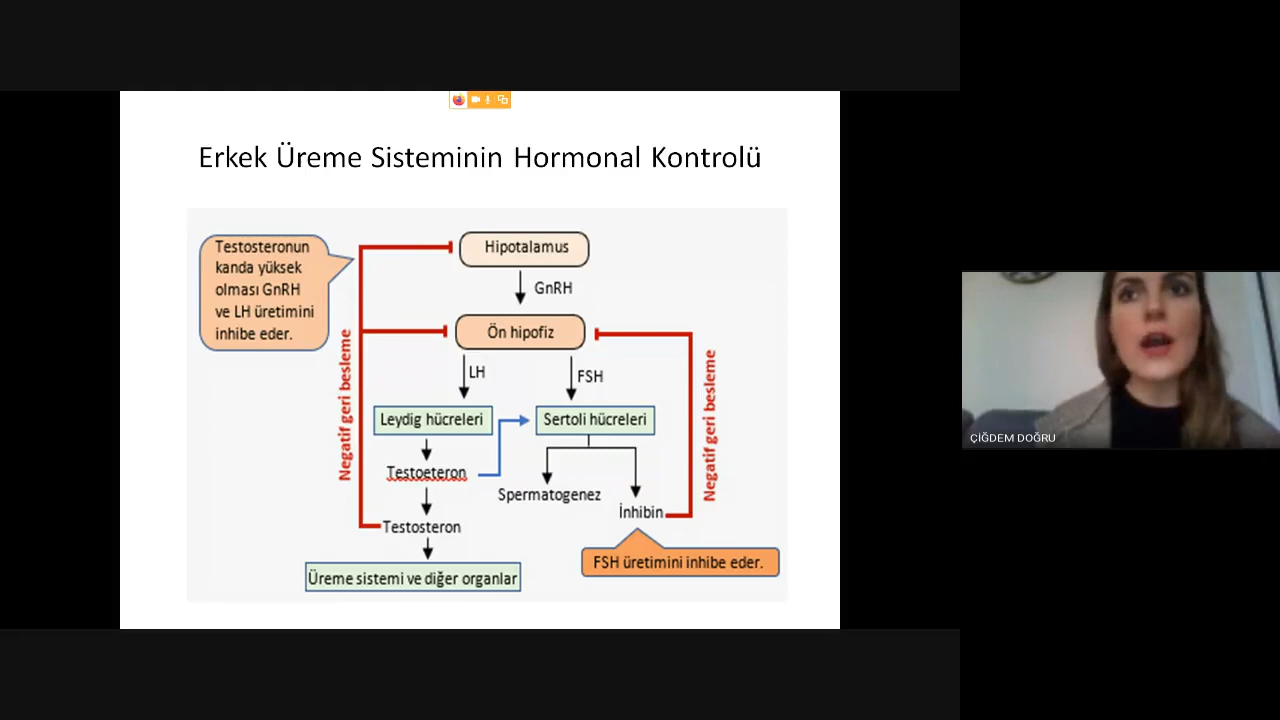 Erkek Üreme Sisteminin Hormonal Kontrolü
Testosteronun
kanda yüksek
olması GnRH
ve LH üretimini
inhibe eder.
Hipotalamus
GnRH
Ön hipofiz
LH
FSH
Negatif geri besleme
Negatif geri besleme
Leydig hücreleri
Sertoli hücreleri
Testoeteron
Spermatogenez
İnhibin
Testosteron
FSH üretimini inhibe eder.
Üreme sistemi ve diğer organlar
ÇİĞDEM DOĞRU